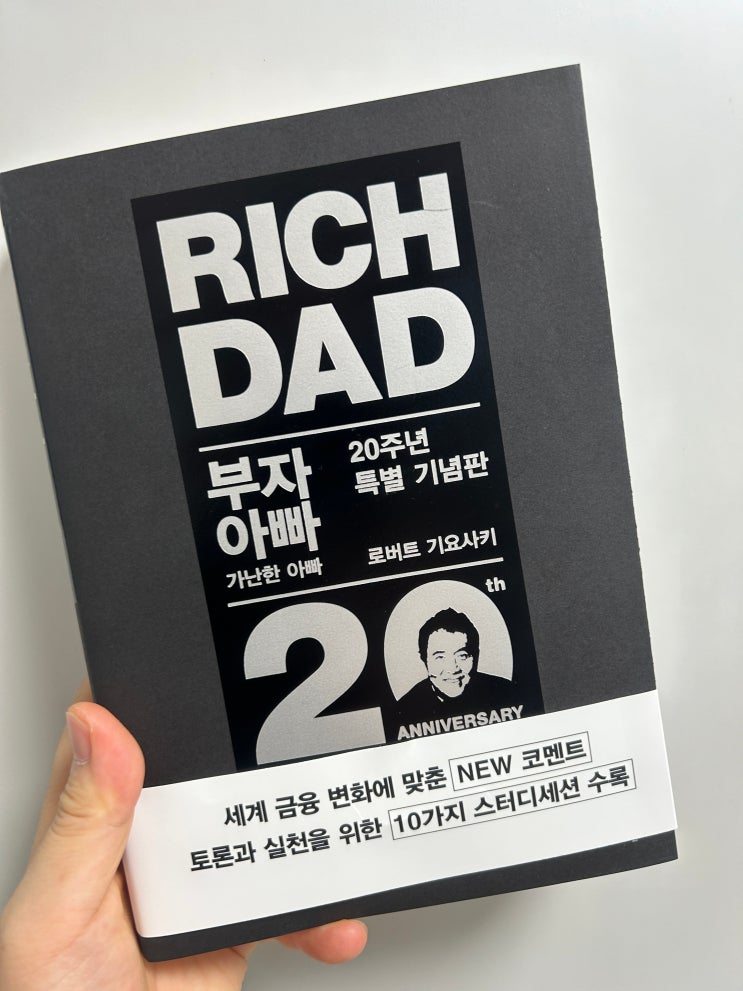 RICH
DAD
부자
아빠
가난한 아빠
20주년
특별 기념판
로버트 기요사키
20th
ANNIVERSARY
세계 금융 변화에 맞춘 NEW 코멘트
토론과 실천을 위한 10가지 스터디세션 수록